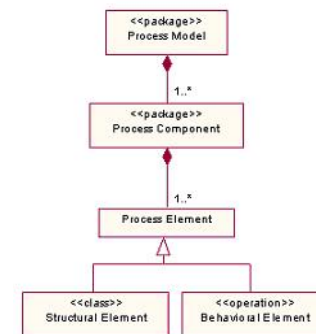 <<package>>
Process Model
1..*
<<package>>
Process Component
1..*
Process Element
<<class>>
Structural Element
<<operation>>
Behavioral Element